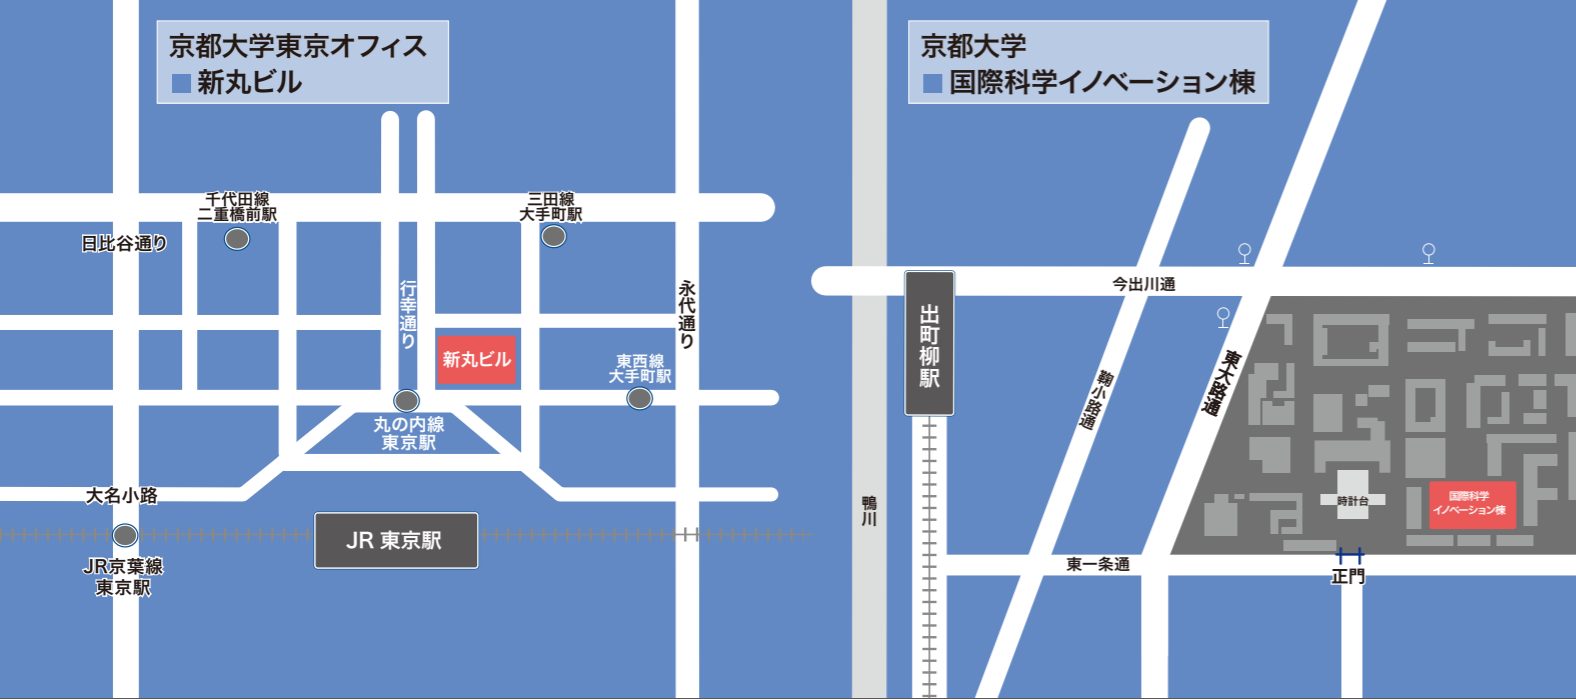 京都大学東京オフィス
新丸ビル
千代田線
二重橋前駅
三田線
大手町駅
日比谷通り
行幸通り
永代通り
新丸ビル
東西線
大手町駅
丸の内線
東京駅
大名小路
JR 東京駅
JR京葉線
東京駅
京都大学
国際科学イノベーション棟
今出川通
出町柳駅
東大路通
鞠小路通
鴨川
時計台
国際科学
イノベーション棟
東一条通
正門